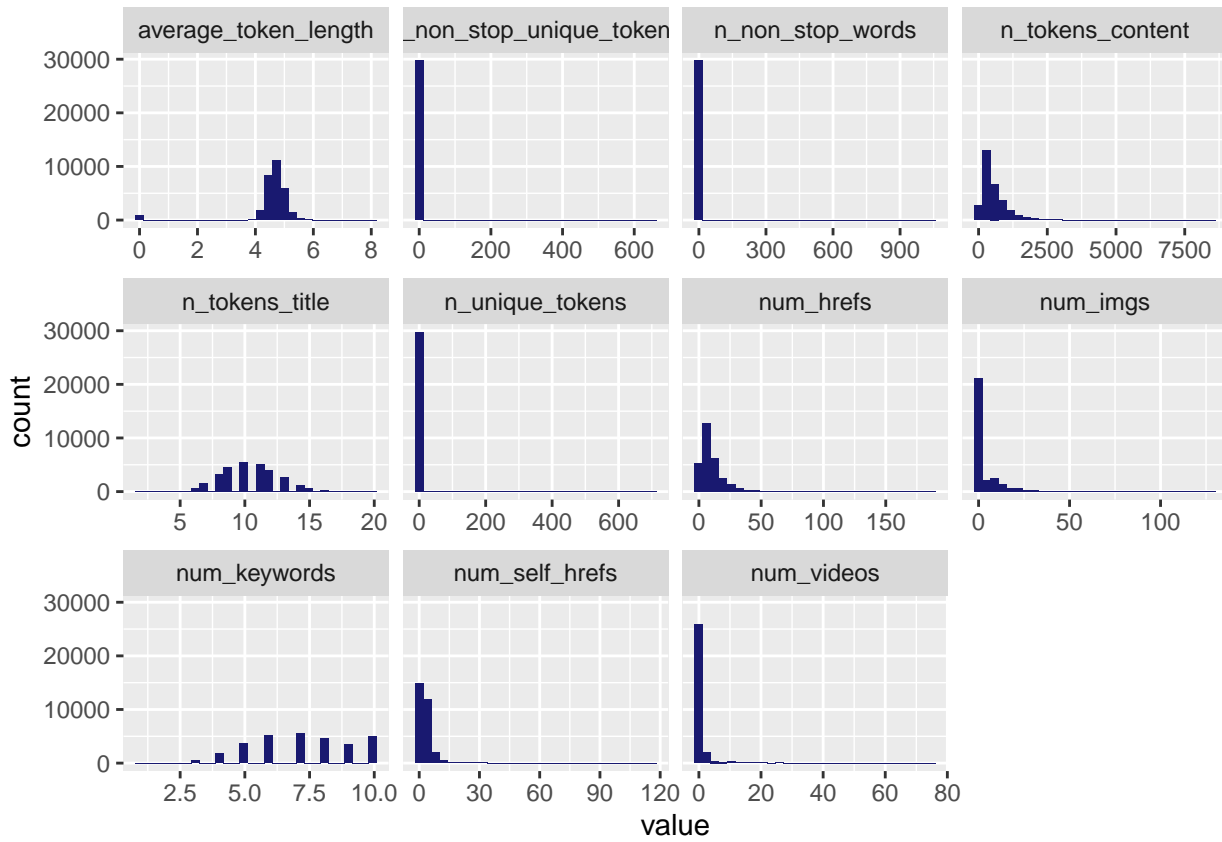 average_token_length _non_stop_unique_token n_non_stop_words n_tokens_content
30000
20000
10000
0
0 2 4 6 8 0 200 400 600 0 300 600 900 0 2500 5000 7500
n_tokens_title n_unique_tokens num_hrefs num_imgs
30000
20000
10000
0
5 10 15 20 0 200 400 600 0 50 100 150 0 50 100
count
num_keywords num_self_hrefs num_videos
30000
20000
10000
0
2.5 5.0 7.5 10.0 0 30 60 90 120 0 20 40 60 80
value